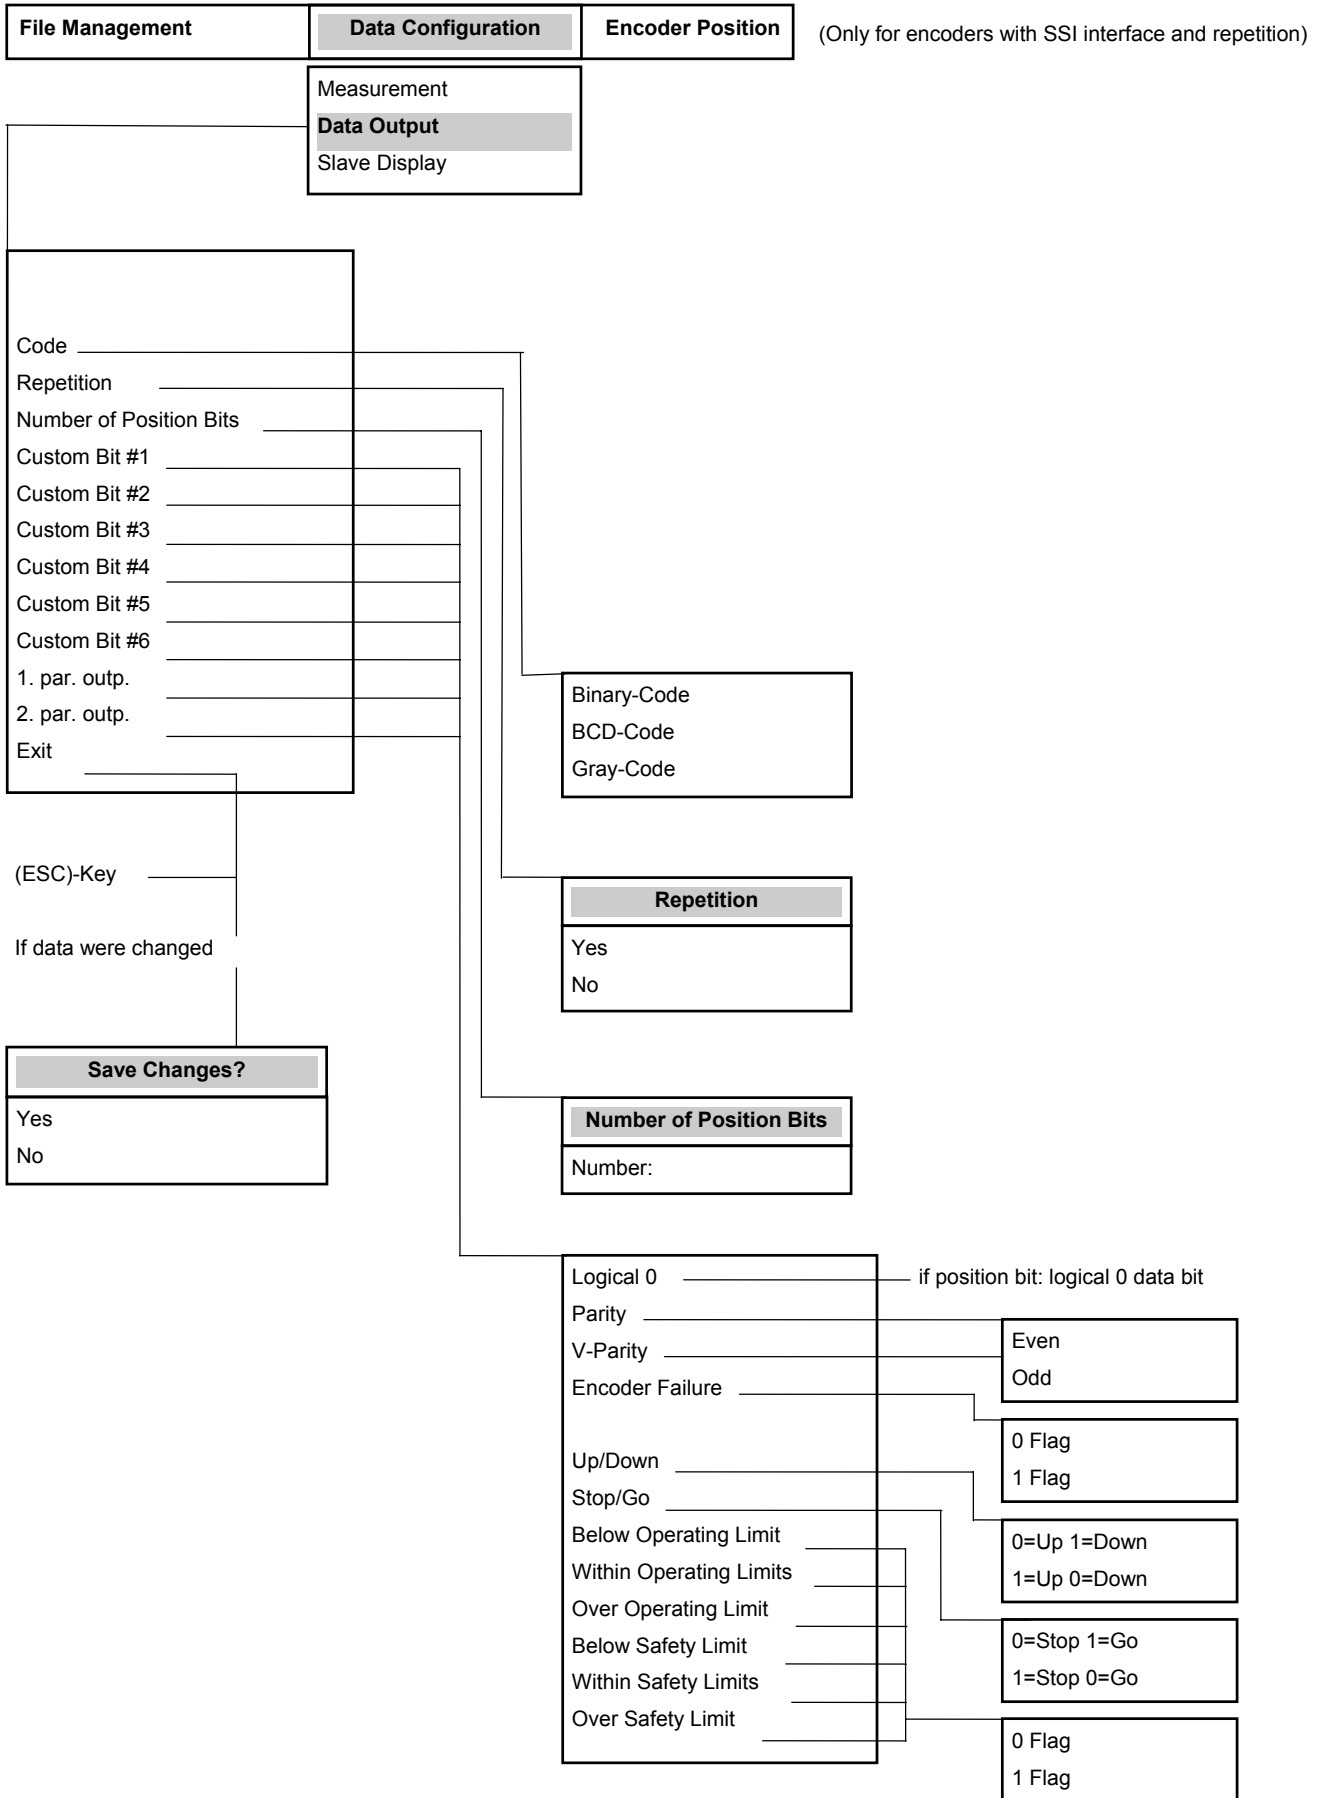 File Management Data Configuration Encoder Position (Only for encoders with SSI interface and repetition)
Measurement
Data Output
Slave Display
Code
Repetition
Number of Position Bits
Custom Bit #1
Custom Bit #2
Custom Bit #3
Custom Bit #4
Custom Bit #5
Custom Bit #6
1. par. outp.
2. par. outp.
Exit
Binary-Code
BCD-Code
Gray-Code
(ESC)-Key
If data were changed
Repetition
Yes
No
Save Changes?
Yes
No
Number of Position Bits
Number:
Logical 0 if position bit: logical 0 data bit
Parity
V-Parity
Encoder Failure
Up/Down
Stop/Go
Below Operating Limit
Within Operating Limits
Over Operating Limit
Below Safety Limit
Within Safety Limits
Over Safety Limit
Even
Odd
0 Flag
1 Flag
0=Up 1=Down
1=Up 0=Down
0=Stop 1=Go
1=Stop 0=Go
0 Flag
1 Flag